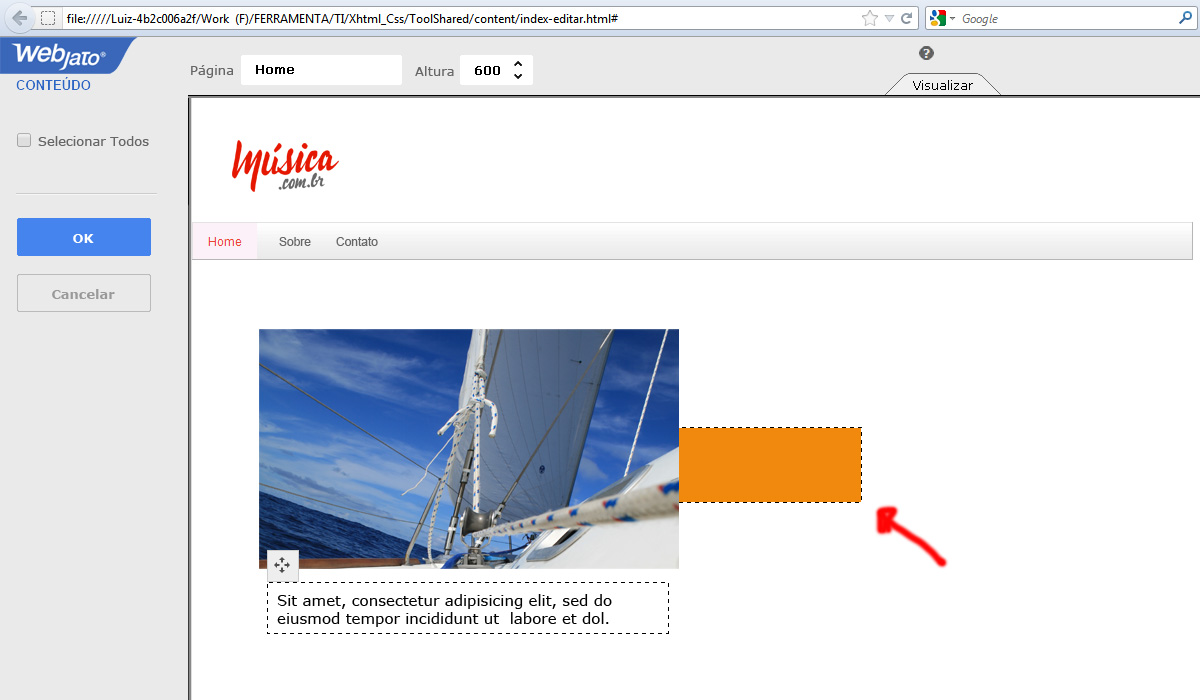 file://///Luiz-4b2c006a2f/Work (F)/FERRAMENTA/TI/Xhtml_Css/ToolShared/content/index-editar.html#
Google
Webjato®
CONTEÚDO
Página Home Altura 600
?
Visualizar
Selecionar Todos
OK
Cancelar
Música
.com.br
Home Sobre Contato
Sit amet, consectetur adipisicing elit, sed do
eiusmod tempor incididunt ut labore et dol.